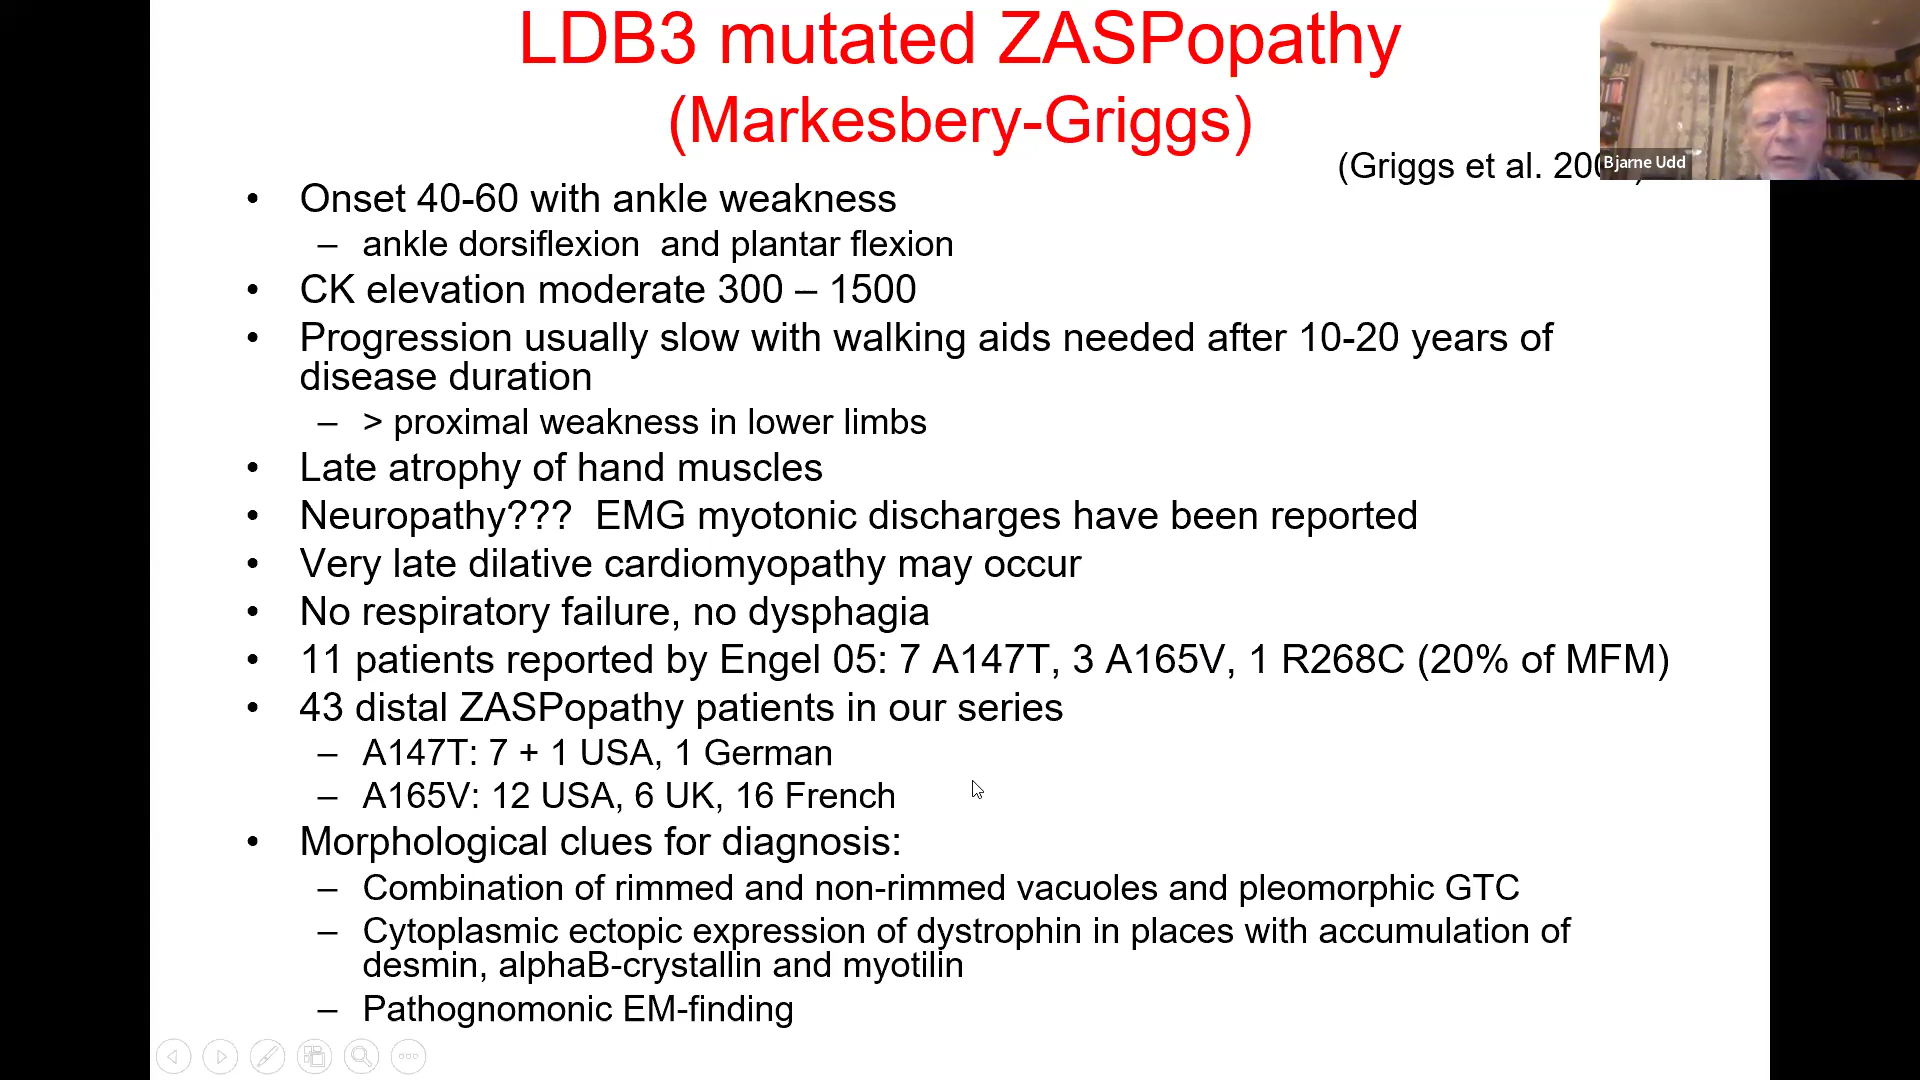 LDB3 mutated ZASPopathy
(Markesbery-Griggs)
(Griggs et al.
Bjarne Udd
• Onset 40-60 with ankle weakness
– ankle dorsiflexion and plantar flexion
• CK elevation moderate 300 – 1500
• Progression usually slow with walking aids needed after 10-20 years of
disease duration
– > proximal weakness in lower limbs
• Late atrophy of hand muscles
• Neuropathy??? EMG myotonic discharges have been reported
• Very late dilative cardiomyopathy may occur
• No respiratory failure, no dysphagia
• 11 patients reported by Engel 05: 7 A147T, 3 A165V, 1 R268C (20% of MFM)
• 43 distal ZASPopathy patients in our series
– A147T: 7 + 1 USA, 1 German
– A165V: 12 USA, 6 UK, 16 French
• Morphological clues for diagnosis:
– Combination of rimmed and non-rimmed vacuoles and pleomorphic GTC
– Cytoplasmic ectopic expression of dystrophin in places with accumulation of
desmin, alphaB-crystallin and myotilin
– Pathognomonic EM-finding